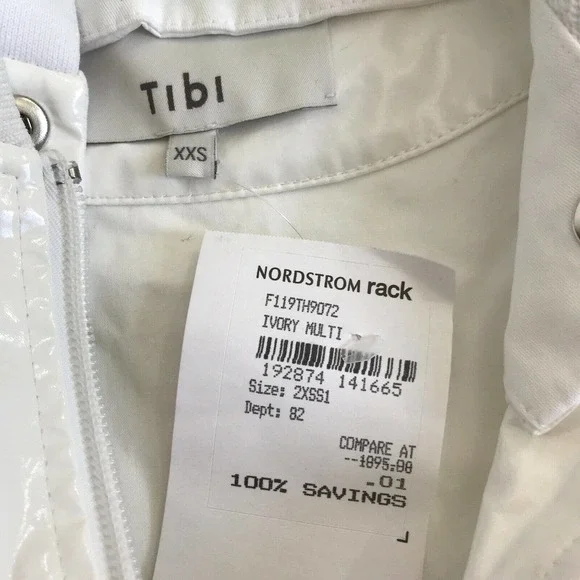 TIbI
XXS
NORDSTROM rack
F119TH9072
IVORY MULTI
192874 141665
Size: 2XSS1
Dept: 82
COMPARE AT
--1095.00
.01
100% SAVINGS